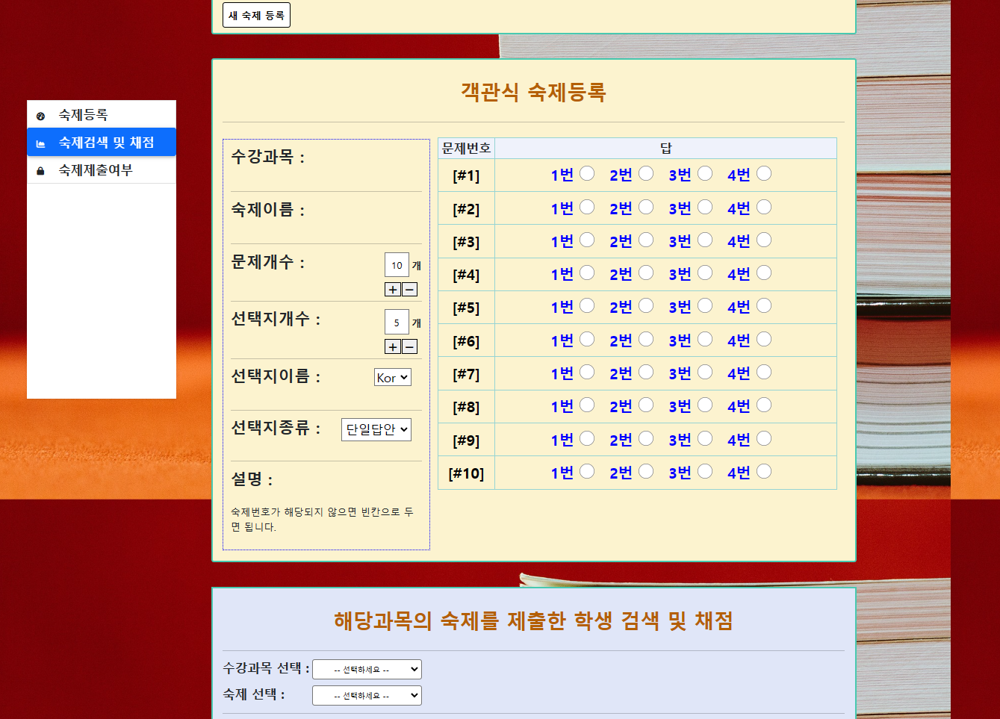 새 숙제 등록
숙제등록
숙제검색 및 채점
숙제제출여부
객관식 숙제등록
수강과목 :
숙제이름 :
문제개수 : 10 개
+ −
선택지개수 : 5 개
+ −
선택지이름 : Kor
선택지종류 : 단일답안
설명 :
숙제번호가 해당되지 않으면 빈칸으로 두
면 됩니다.
문제번호 답
[#1] 1번 2번 3번 4번
[#2] 1번 2번 3번 4번
[#3] 1번 2번 3번 4번
[#4] 1번 2번 3번 4번
[#5] 1번 2번 3번 4번
[#6] 1번 2번 3번 4번
[#7] 1번 2번 3번 4번
[#8] 1번 2번 3번 4번
[#9] 1번 2번 3번 4번
[#10] 1번 2번 3번 4번
해당과목의 숙제를 제출한 학생 검색 및 채점
수강과목 선택 : -- 선택하세요 --
숙제 선택 : -- 선택하세요 --